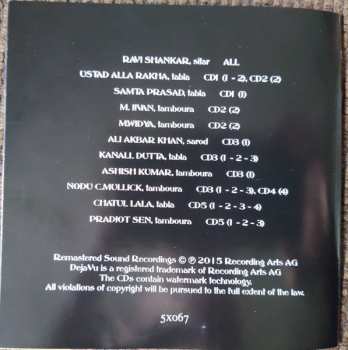 RAVI SHANKAR, sitar ALL
USTAD ALLA RAKHA, tabla CD1 (1 - 2), CD2 (2)
SAMTA PRASAD, tabla CD1 (1)
M. JIVAN, tamboura CD2 (2)
MWIDYA, tamboura CD2 (2)
ALI AKBAR KHAN, sarod CD3 (1)
KANALL DUTTA, tabla CD3 (1 - 2 - 3)
ASHISH KUMAR, tamboura CD3 (1)
NODU C.MULLICK, tamboura CD3 (1 - 2 - 3), CD4 (4)
CHATUL LALA, tabla CD5 (1 - 2 - 3 - 4)
PRADIOT SEN, tamboura CD5 (1 - 2 - 3)
Remastered Sound Recordings © ℗ 2015 Recording Arts AG
DejaVu is a registered trademark of Recording Arts AG
The CDs contain watermark technology.
All violations of copyright will be pursued to the full extent of the law.
5X067